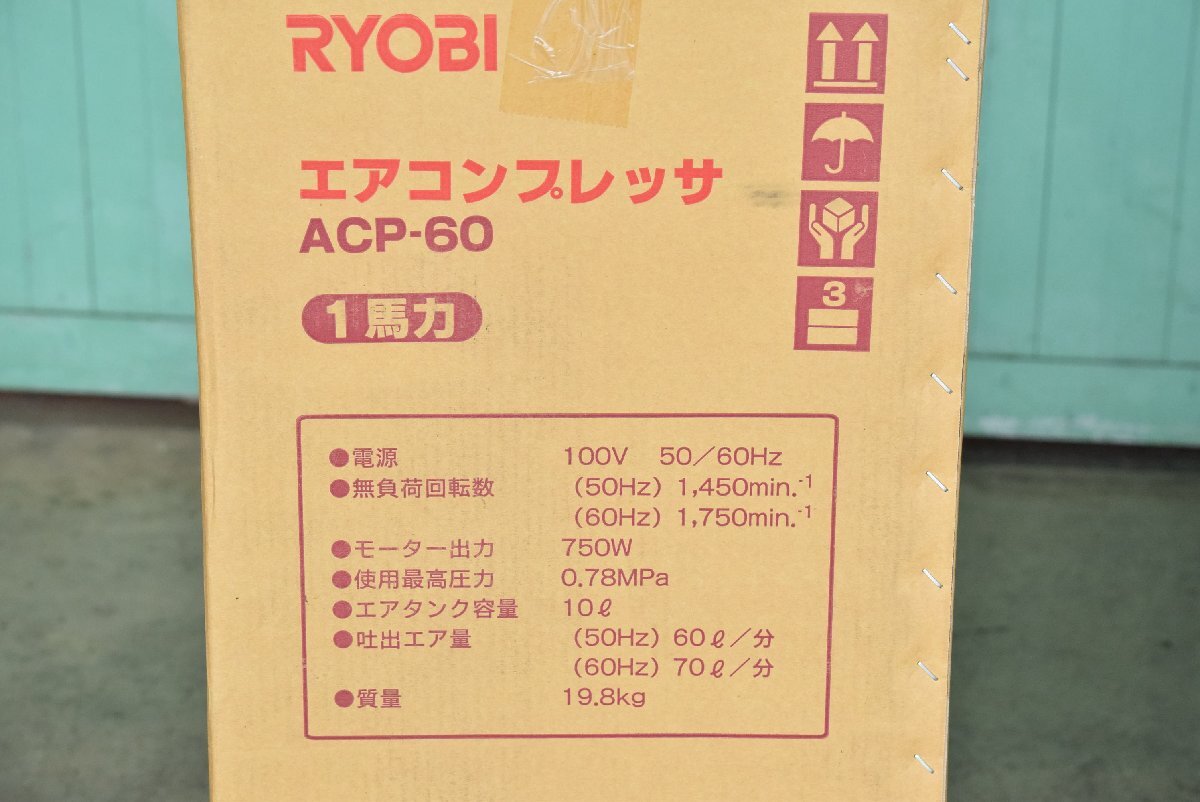 RYOBI
エアコンプレッサ
ACP-60
1馬力
3
●電源 100V 50/60Hz
●無負荷回転数 (50Hz) 1,450min.-1
(60Hz) 1,750min.-1
●モーター出力 750W
●使用最高圧力 0.78MPa
●エアタンク容量 10ℓ
●吐出エア量 (50Hz) 60ℓ/分
(60Hz) 70ℓ/分
●質量 19.8kg